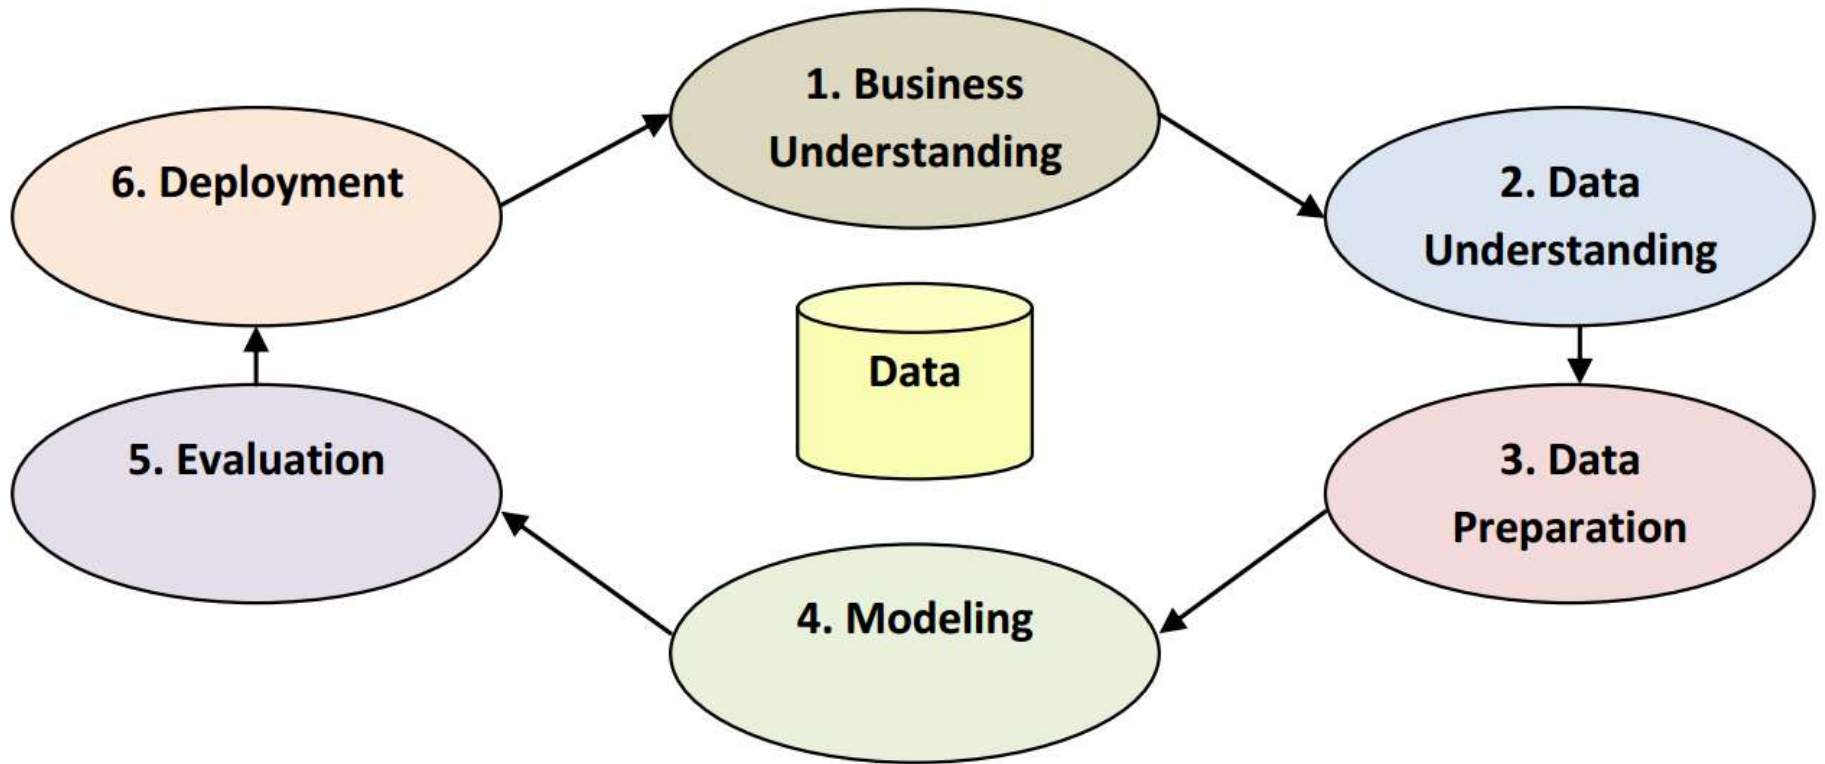 1. Business
Understanding
2. Data
Understanding
3. Data
Preparation
4. Modeling
5. Evaluation
6. Deployment
Data